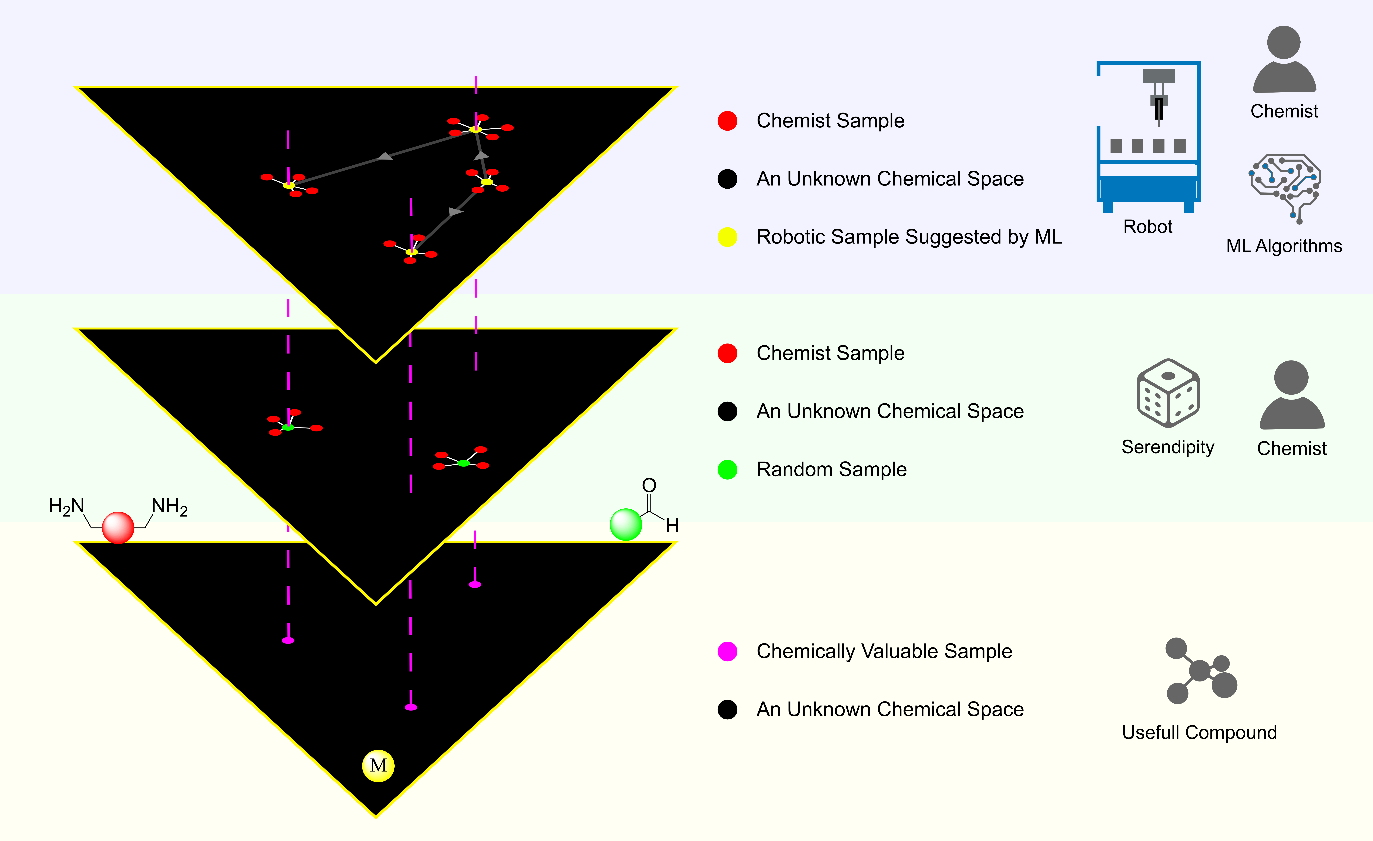 Chemist Sample
An Unknown Chemical Space
Robotic Sample Suggested by ML
Robot
Chemist
ML Algorithms
Chemist Sample
An Unknown Chemical Space
Random Sample
Serendipity
Chemist
H2N
NH2
O
H
Chemically Valuable Sample
An Unknown Chemical Space
Usefull Compound
M